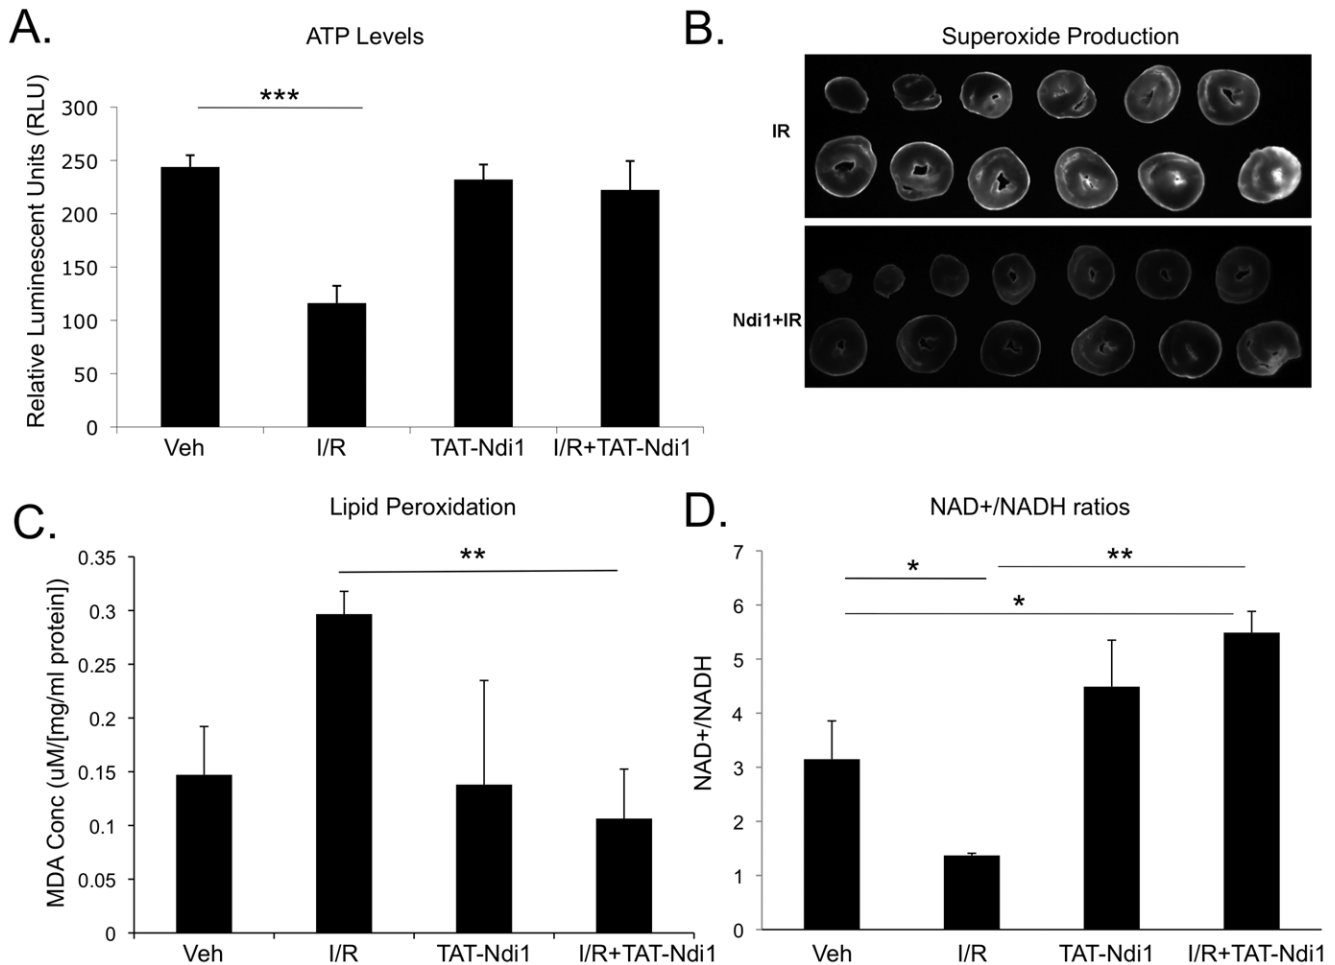 A.
ATP Levels
Relative Luminescent Units (RLU)
300
250
200
150
100
50
0
***
Veh
I/R
TAT-Ndi1
I/R+TAT-Ndi1
B.
Superoxide Production
IR
Ndi1+IR
C.
Lipid Peroxidation
MDA Conc (uM/[mg/ml protein])
0.35
0.3
0.25
0.2
0.15
0.1
0.05
0
**
Veh
I/R
TAT-Ndi1
I/R+TAT-Ndi1
D.
NAD+/NADH ratios
NAD+/NADH
7
6
5
4
3
2
1
0
*
**
*
Veh
I/R
TAT-Ndi1
I/R+TAT-Ndi1